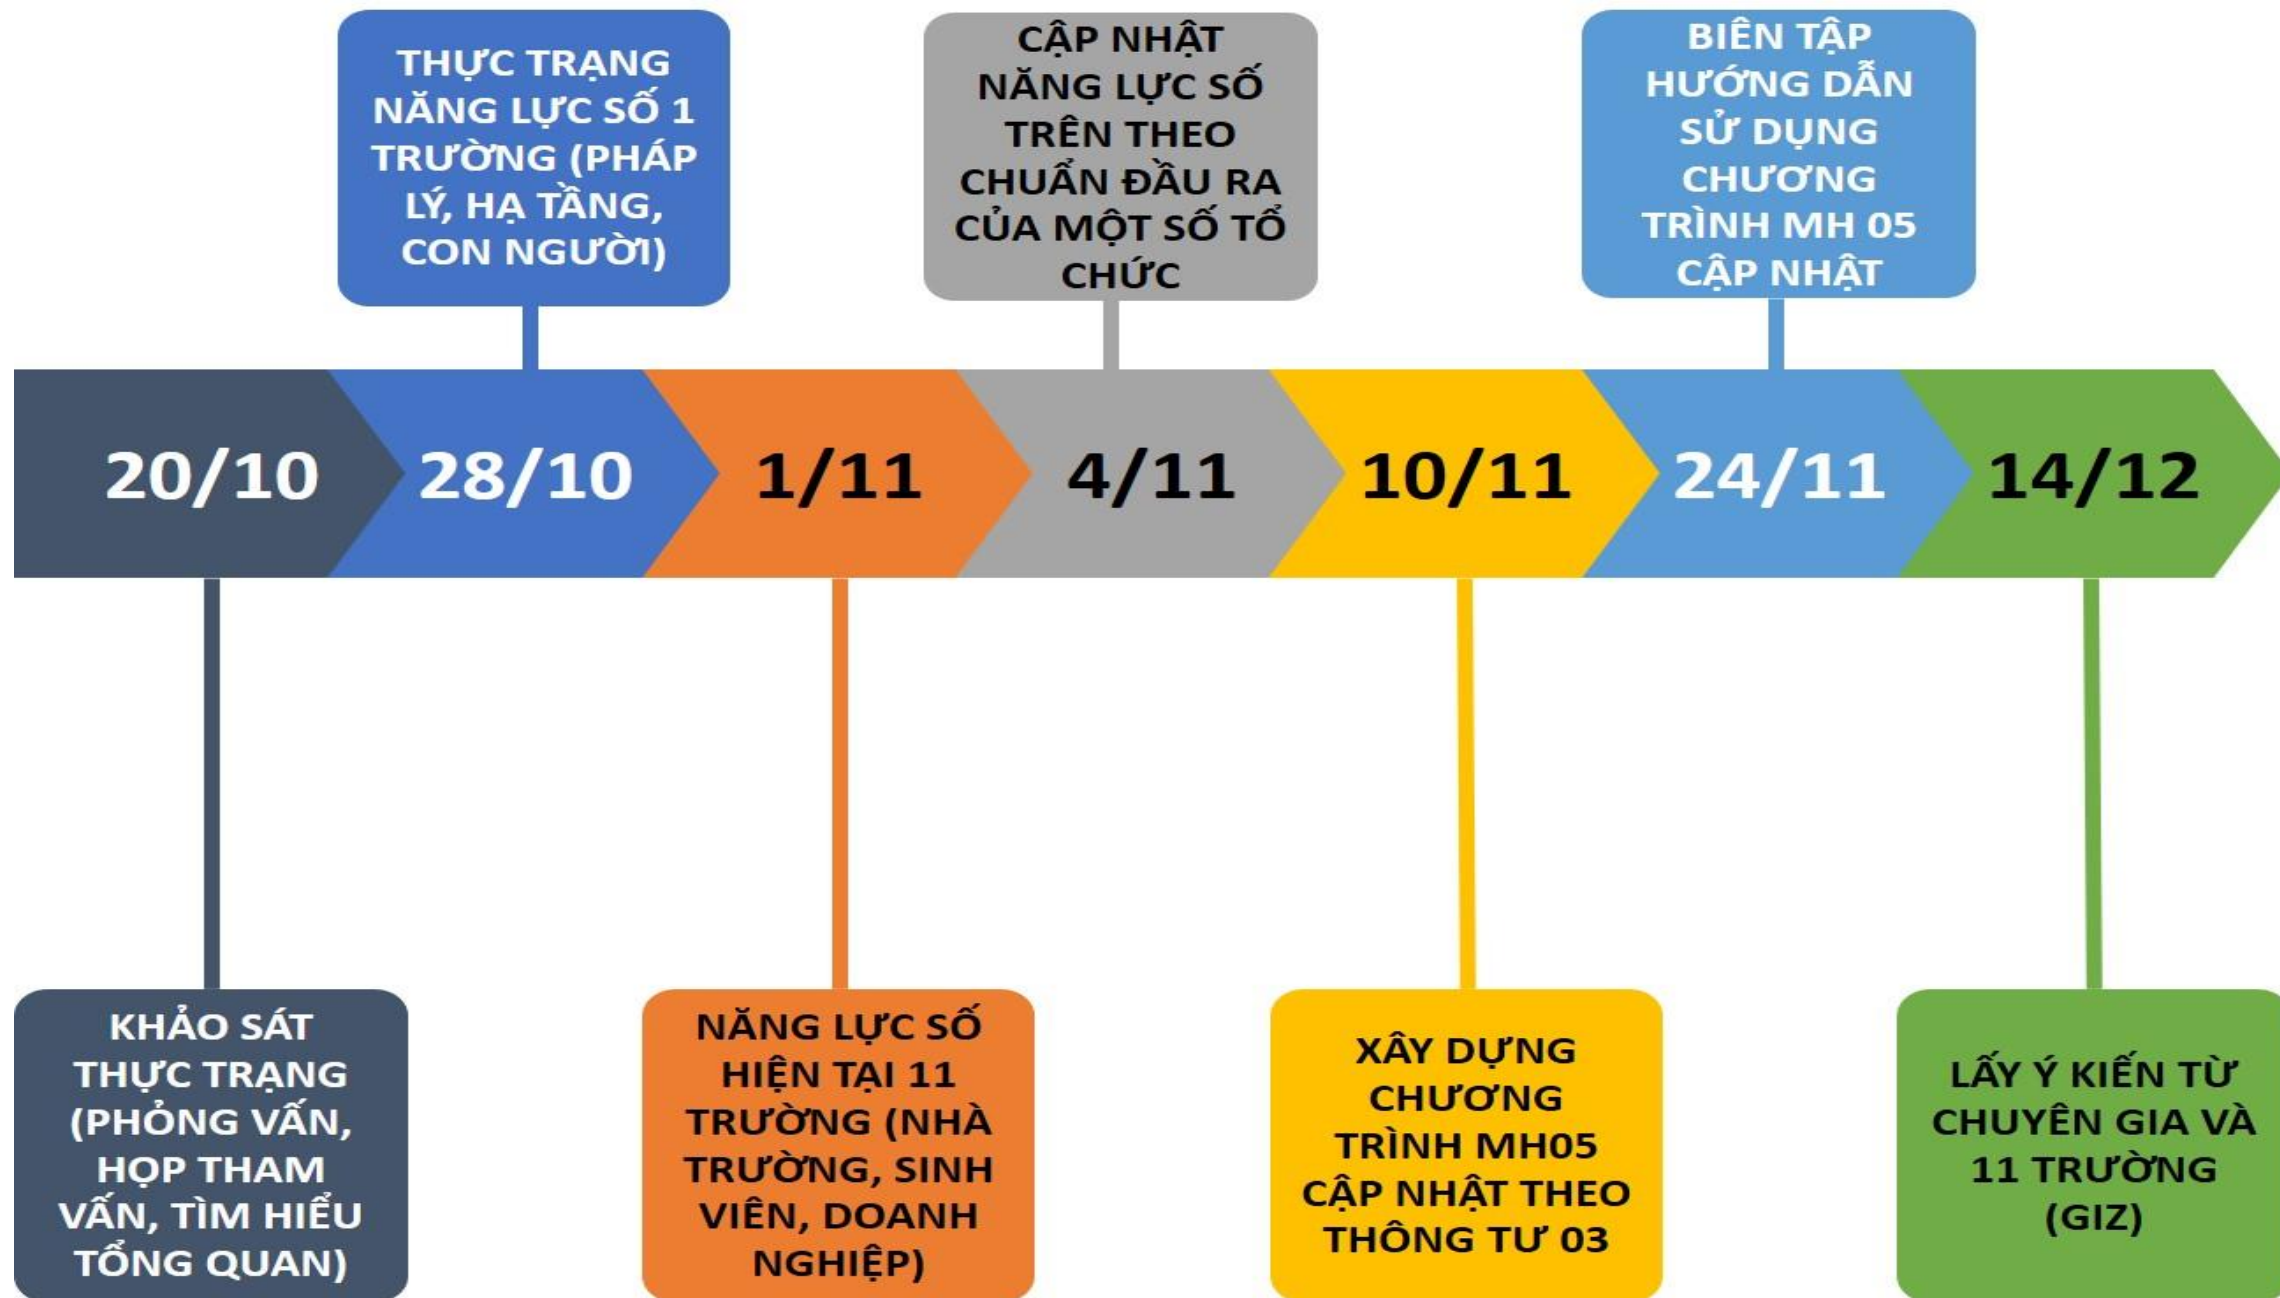 THỰC TRẠNG
NĂNG LỰC SỐ 1
TRƯỜNG (PHÁP
LÝ, HẠ TẦNG,
CON NGƯỜI)
CẬP NHẬT
NĂNG LỰC SỐ
TRÊN THEO
CHUẨN ĐẦU RA
CỦA MỘT SỐ TỔ
CHỨC
BIÊN TẬP
HƯỚNG DẪN
SỬ DỤNG
CHƯƠNG
TRÌNH MH 05
CẬP NHẬT
20/10
28/10
1/11
4/11
10/11
24/11
14/12
KHẢO SÁT
THỰC TRẠNG
(PHỎNG VẤN,
HỌP THAM
VẤN, TÌM HIỂU
TỔNG QUAN)
NĂNG LỰC SỐ
HIỆN TẠI 11
TRƯỜNG (NHÀ
TRƯỜNG, SINH
VIÊN, DOANH
NGHIỆP)
XÂY DỰNG
CHƯƠNG
TRÌNH MH05
CẬP NHẬT THEO
THÔNG TƯ 03
LẤY Ý KIẾN TỪ
CHUYÊN GIA VÀ
11 TRƯỜNG
(GIZ)